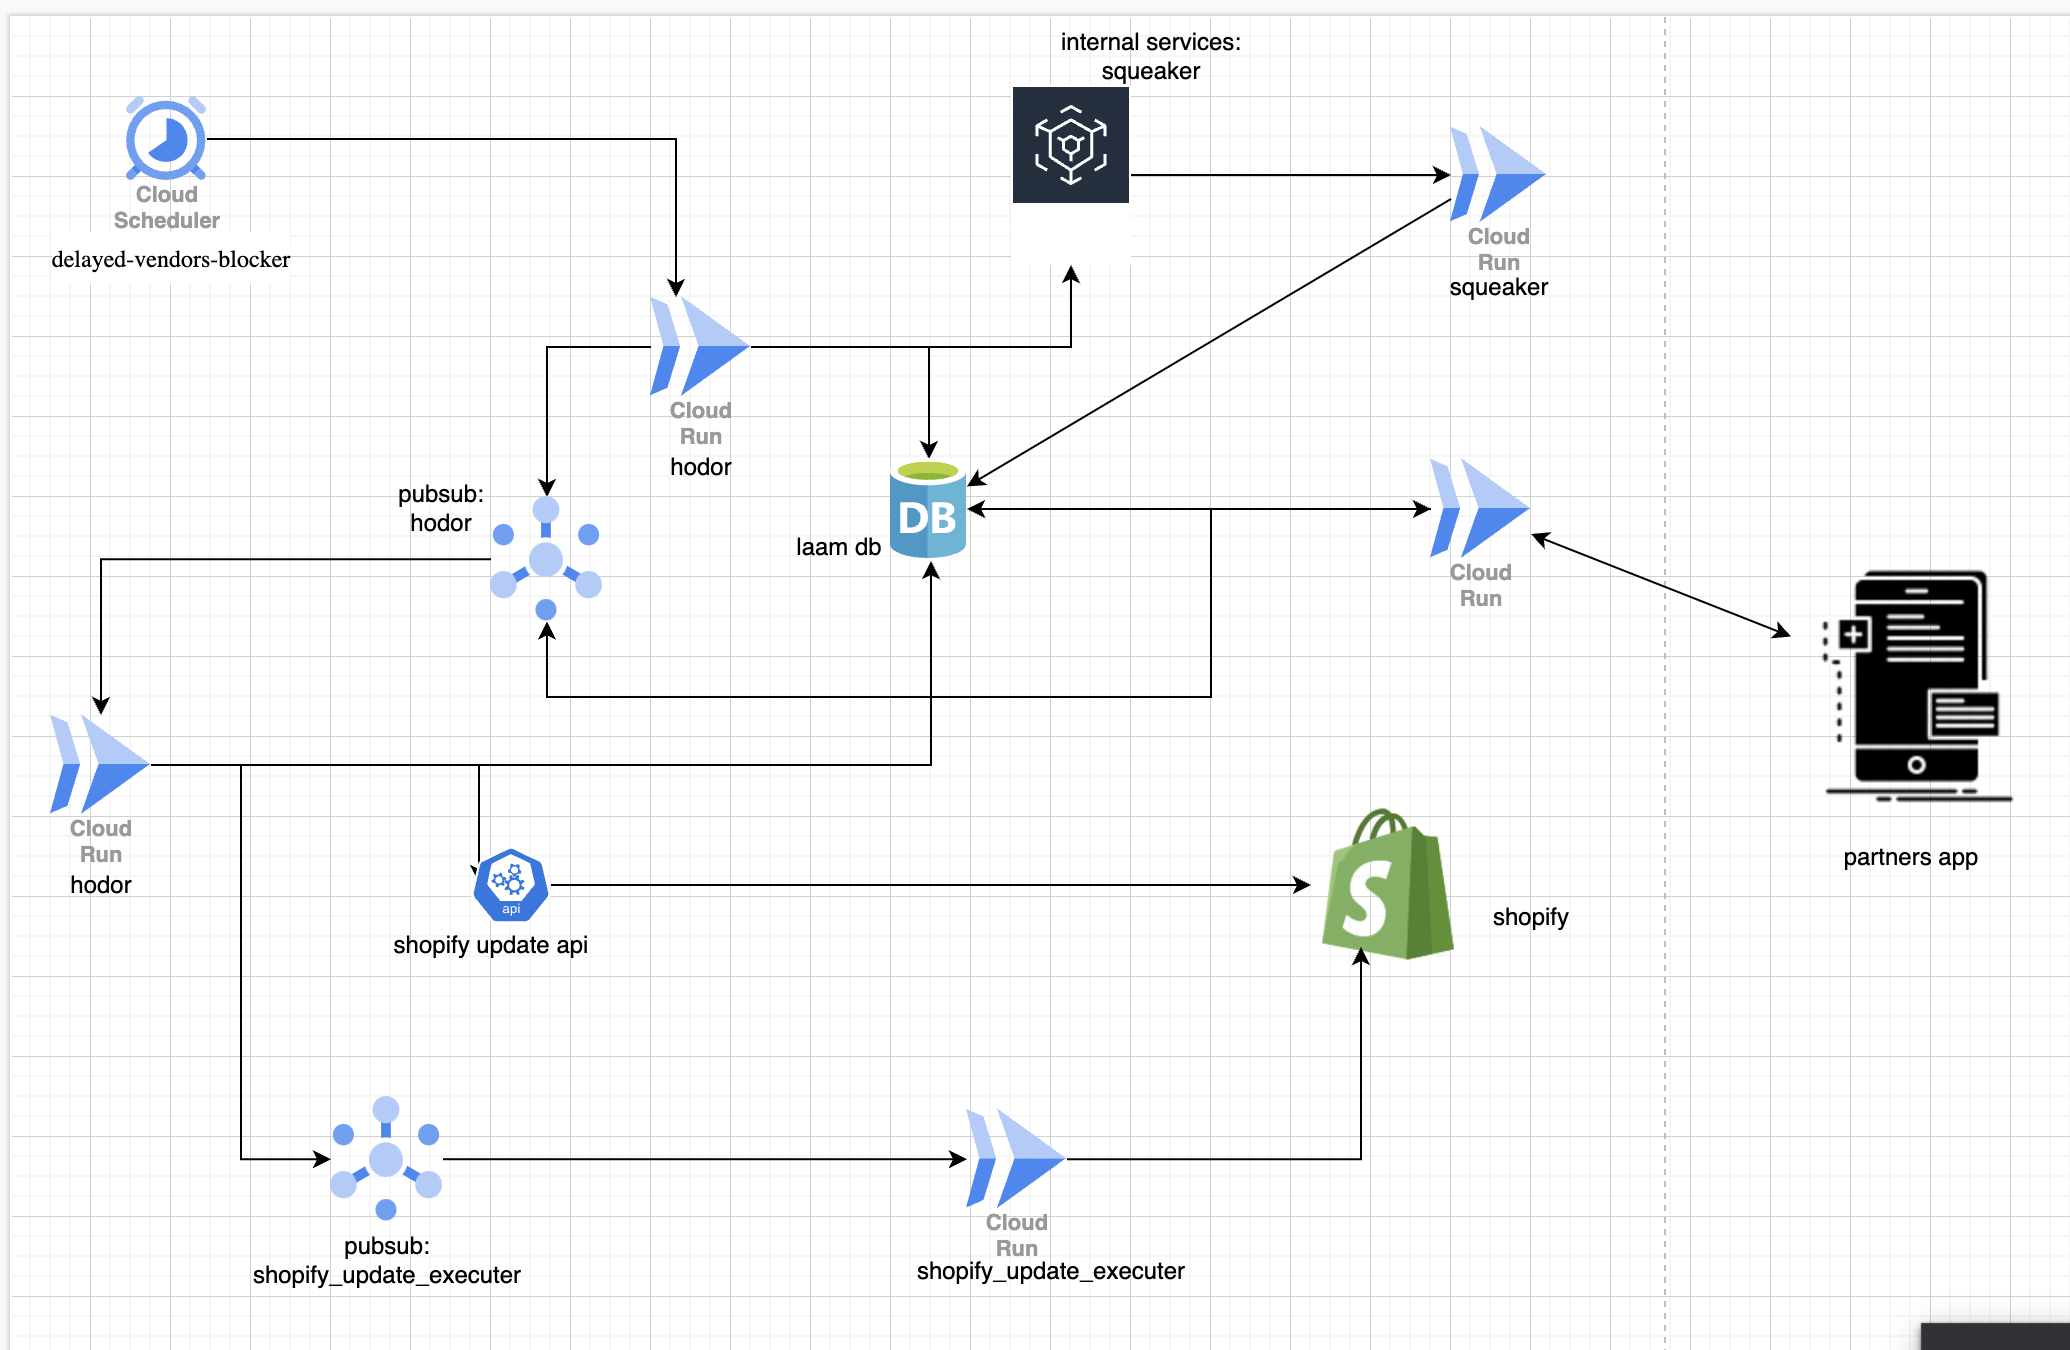 internal services:
squeaker
Cloud
Scheduler
delayed-vendors-blocker
Cloud
Run
squeaker
Cloud
Run
hodor
pubsub:
hodor
DB
laam db
Cloud
Run
Cloud
Run
hodor
api
shopify update api
S
shopify
partners app
pubsub:
shopify_update_executer
Cloud
Run
shopify_update_executer